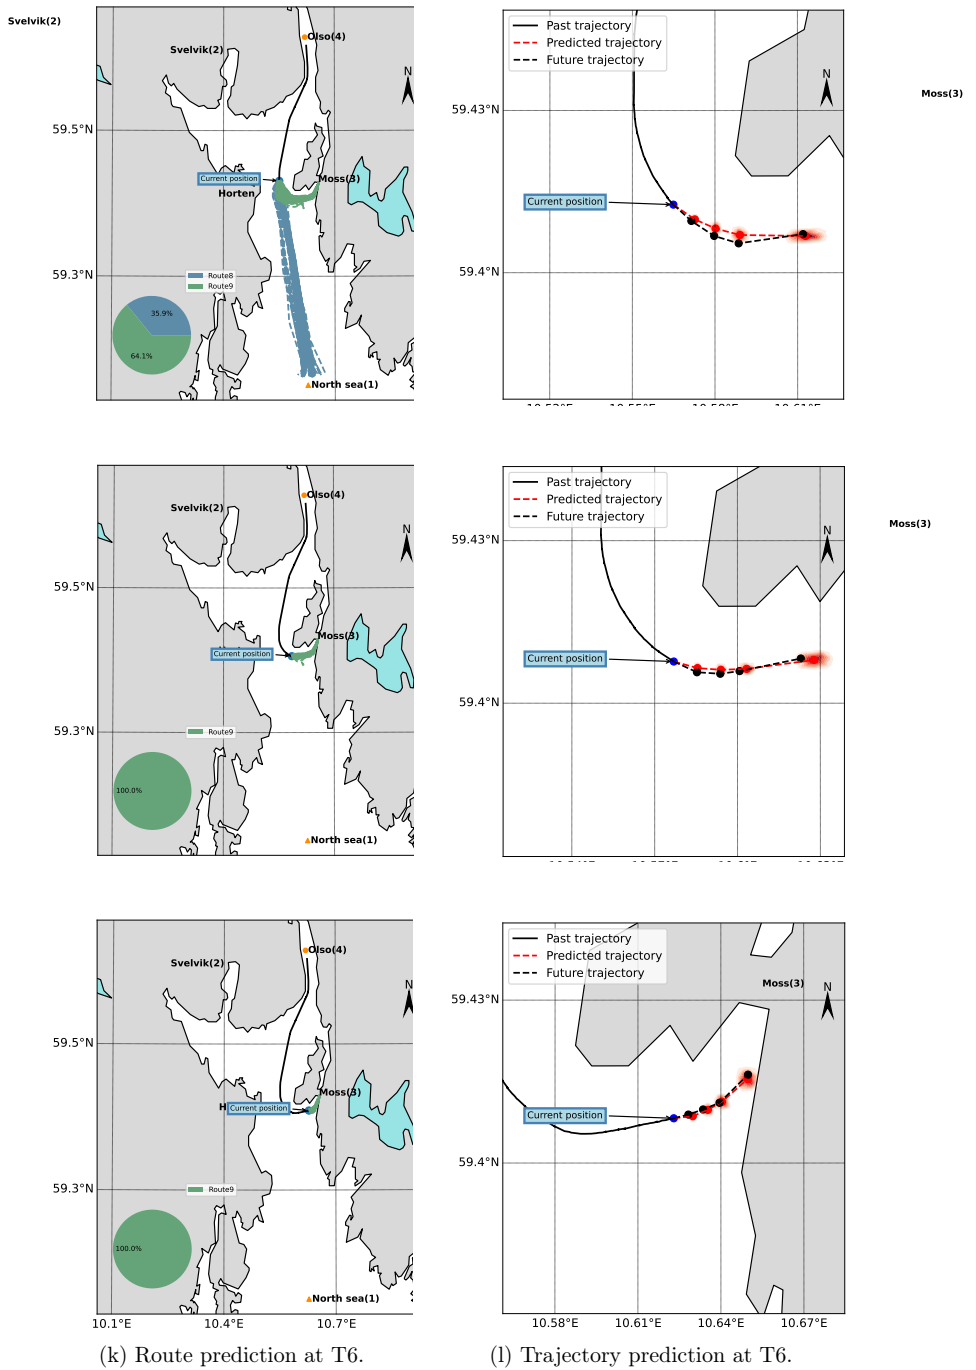 Svelvik(2)
Olso(4)
Svelvik(2)
N
59.5°N
Current position
Moss(3)
Horten
59.3°N
Route8
Route9
35.9%
64.1%
North sea(1)
Past trajectory
Predicted trajectory
Future trajectory
N
Moss(3)
59.43°N
Current position
59.4°N
10.61°E
Olso(4)
Svelvik(2)
N
59.5°N
Moss(3)
Current position
59.3°N
Route9
100.0%
North sea(1)
Past trajectory
Predicted trajectory
Future trajectory
Moss(3)
N
59.43°N
Current position
59.4°N
Olso(4)
Svelvik(2)
N
59.5°N
Moss(3)
H
Current position
59.3°N
Route9
100.0%
North sea(1)
10.1°E 10.4°E 10.7°E
Past trajectory
Predicted trajectory
Future trajectory
Moss(3)
N
59.43°N
Current position
59.4°N
10.58°E 10.61°E 10.64°E 10.67°E
(k) Route prediction at T6.
(l) Trajectory prediction at T6.